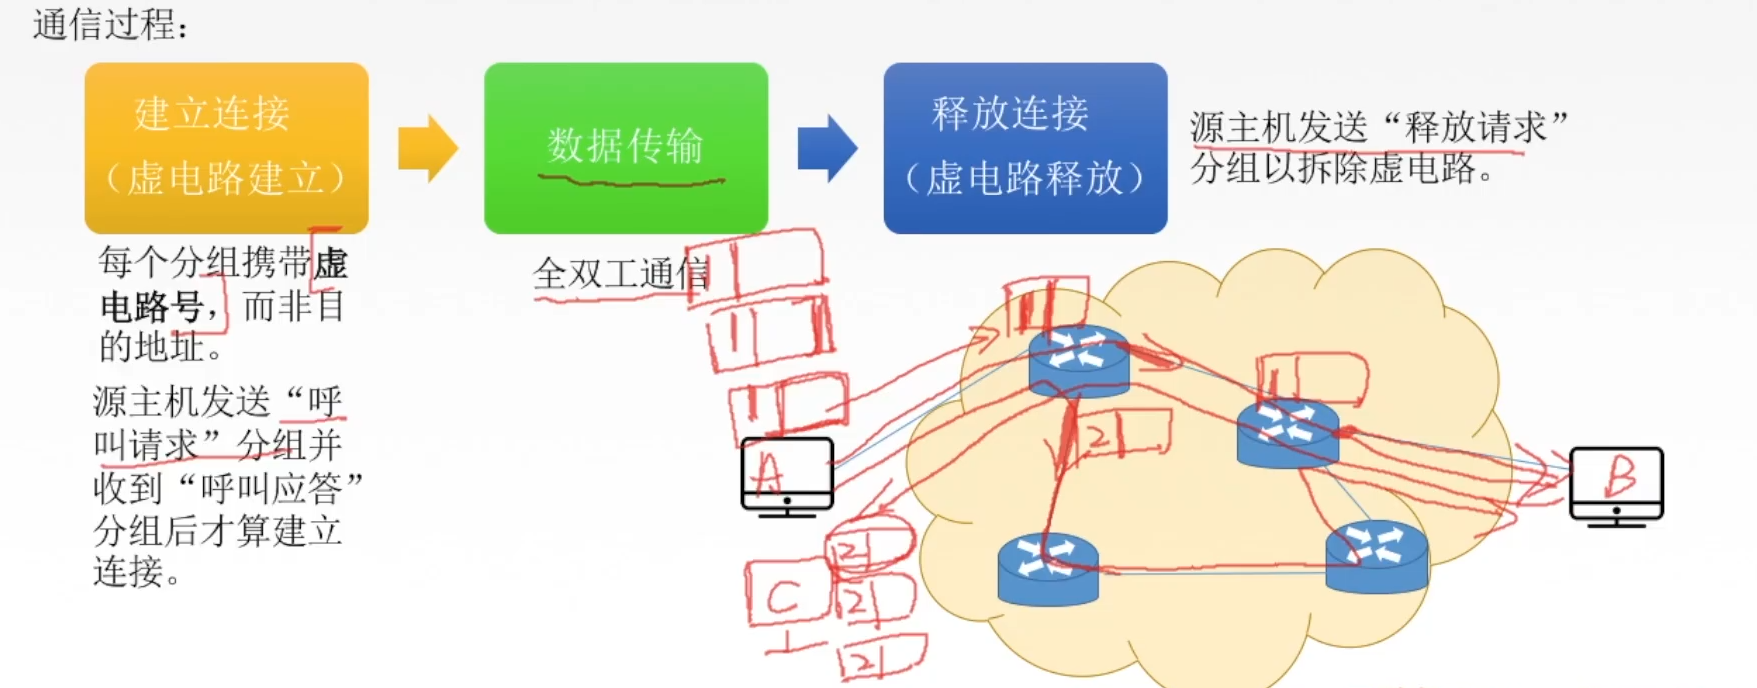 通信过程：
建立连接
（虚电路建立）
数据传输
释放连接
（虚电路释放）
源主机发送“释放请求”
分组以拆除虚电路。
每个分组携带虚
电路号，而非目
的地址。
源主机发送“呼
叫请求”分组并
收到“呼叫应答”
分组后才算建立
连接。
全双工通信
A
B
C
1
1
1
1
2
2
2
2